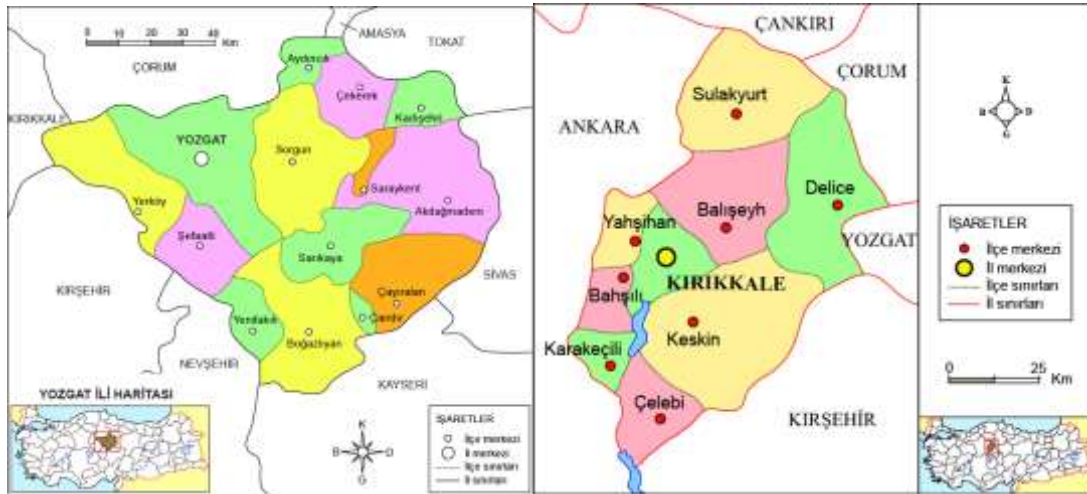 0 10 20 30 40
Km
AMASYA
TOKAT
ÇORUM
Aydıncık
Çekerek
Kadışehri
KIRIKKALE
YOZGAT
Sorgun
Saraykent
Akdağmadeni
Yerköy
Şefaatli
Sarıkaya
SİVAS
KIRŞEHİR
Çayıralan
Yenifakılı
Çandır
Boğazlıyan
NEVŞEHİR
KAYSERİ
YOZGAT İLİ HARİTASI
K
B D
G
İŞARETLER
İlçe merkezi
İl merkezi
İlçe sınırları
İl sınırları
ÇANKIRI
ÇORUM
Sulakyurt
ANKARA
Delice
Balışeyh
Yahşihan
YOZGAT
Bahşılı
KIRIKKALE
Keskin
Karakeçili
Çelebi
KIRŞEHİR
K
B D
G
İŞARETLER
İlçe merkezi
İl merkezi
İlçe sınırları
İl sınırları
0 25
Km